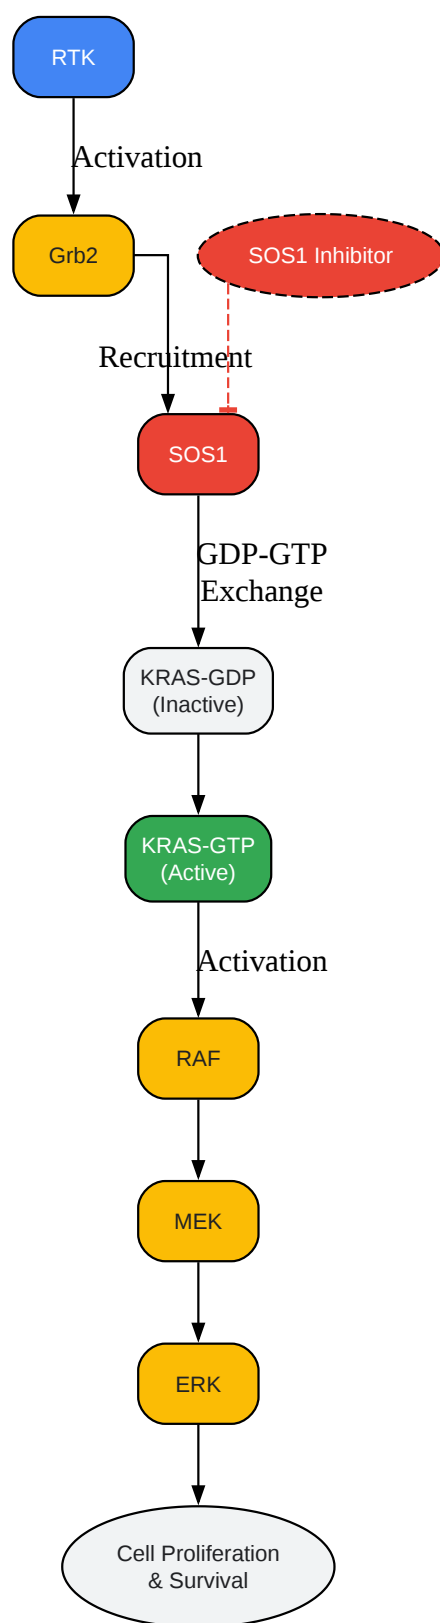 RTK
Activation
Grb2
SOS1 Inhibitor
Recruitment
SOS1
GDP-GTP
Exchange
KRAS-GDP
(Inactive)
KRAS-GTP
(Active)
Activation
RAF
MEK
ERK
Cell Proliferation
& Survival